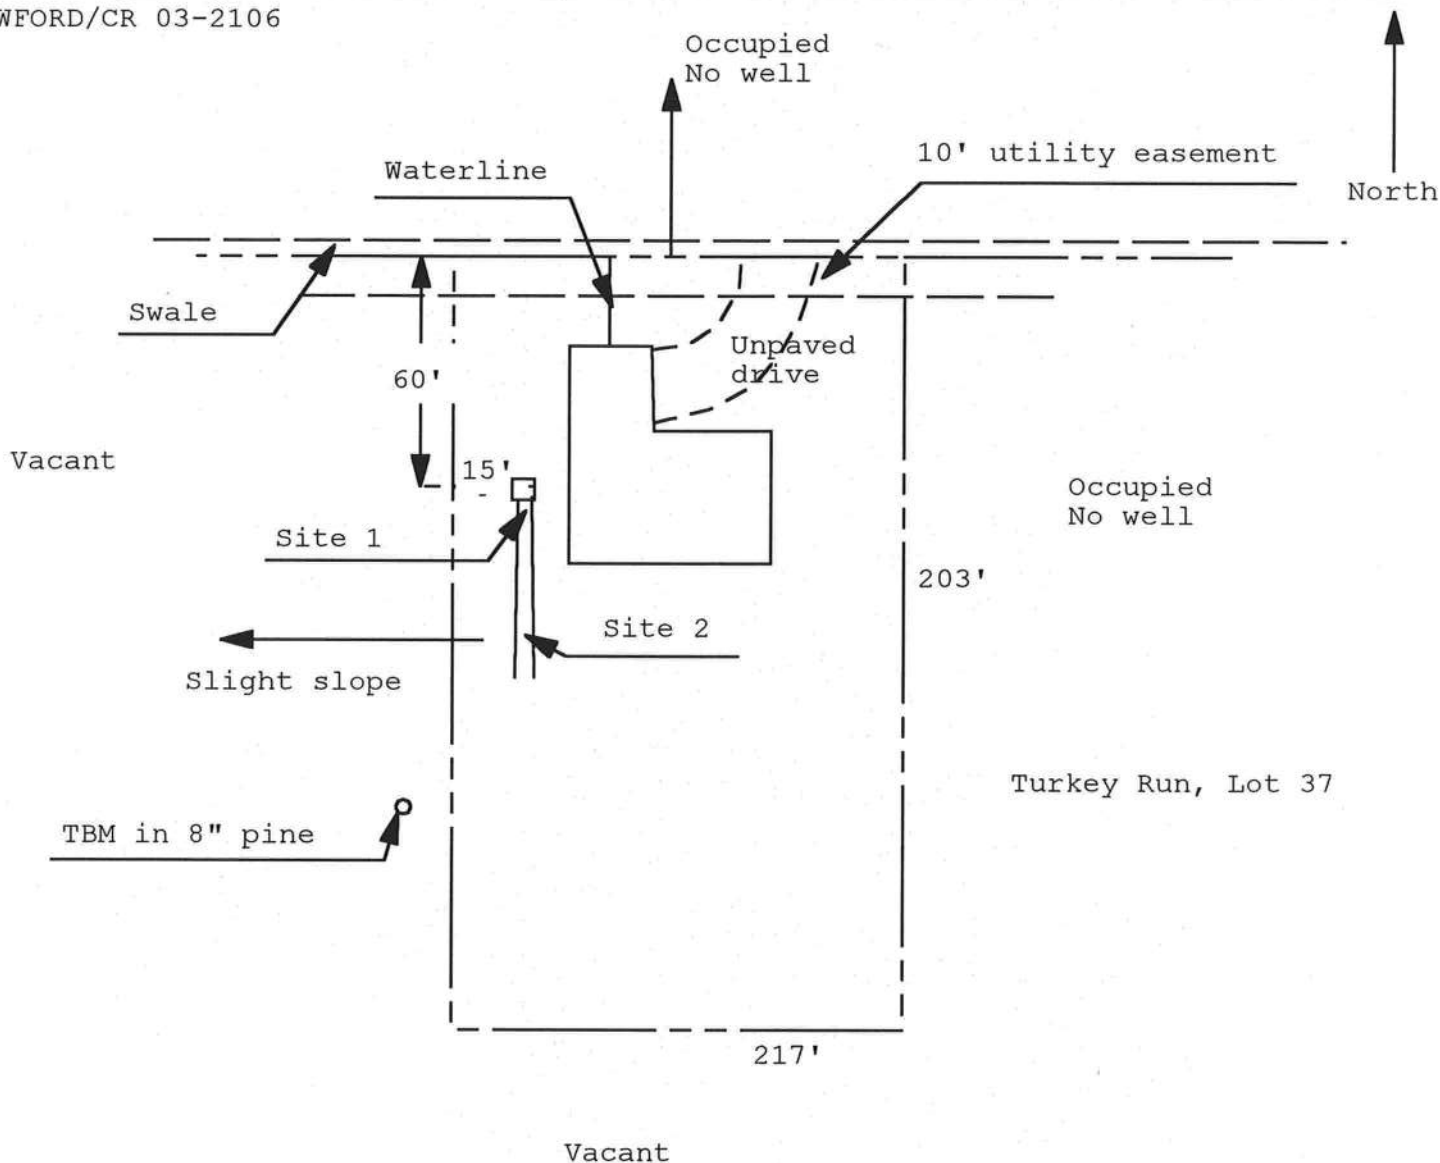 WFORD/CR 03-2106
Occupied
No well
Waterline
10' utility easement
North
Swale
Unpaved
drive
60'
Vacant
15'
Occupied
No well
Site 1
203'
Site 2
Slight slope
Turkey Run, Lot 37
TBM in 8" pine
217'
Vacant